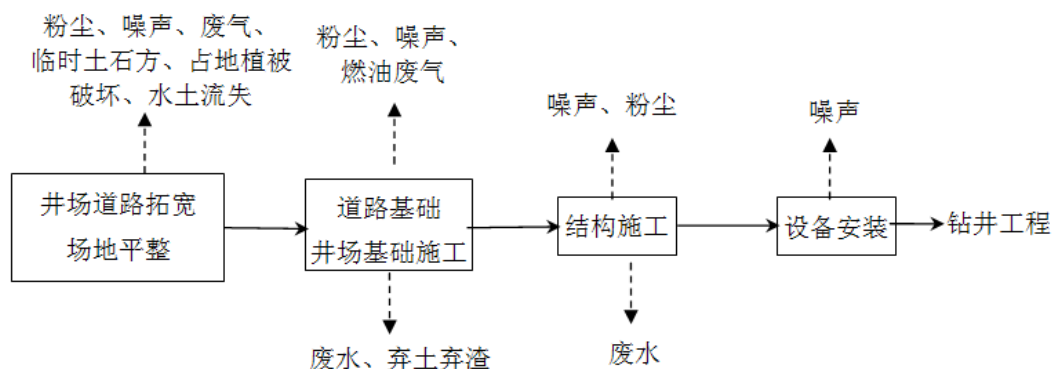 粉尘、噪声、废气、
临时土石方、占地植被
破坏、水土流失
粉尘、噪声、
燃油废气
噪声、粉尘
噪声
井场道路拓宽
场地平整
道路基础
井场基础施工
结构施工
设备安装
钻井工程
废水、弃土弃渣
废水